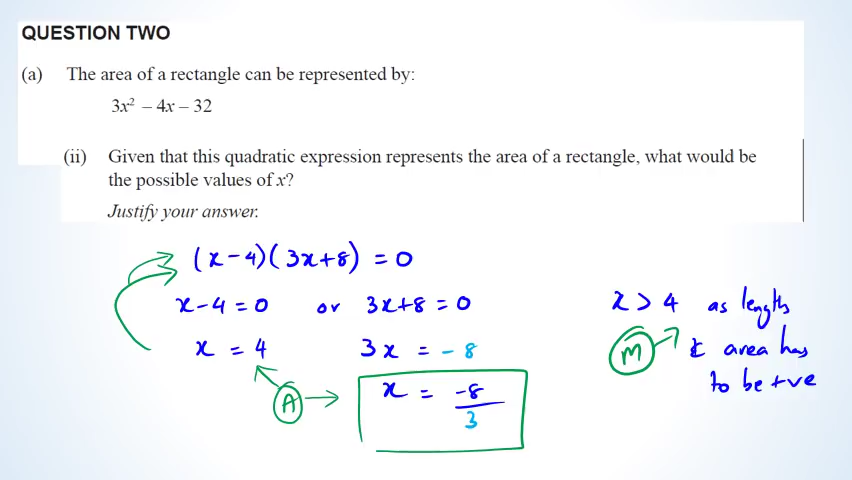 QUESTION TWO
(a) The area of a rectangle can be represented by:
3x² – 4x – 32
(ii) Given that this quadratic expression represents the area of a rectangle, what would be
the possible values of x?
Justify your answer.
(x-4)(3x+8) = 0
x-4=0 or 3x+8=0
x = 4 3x = -8
x = -8/3
A
x > 4 as length
& area has
to be +ve
M